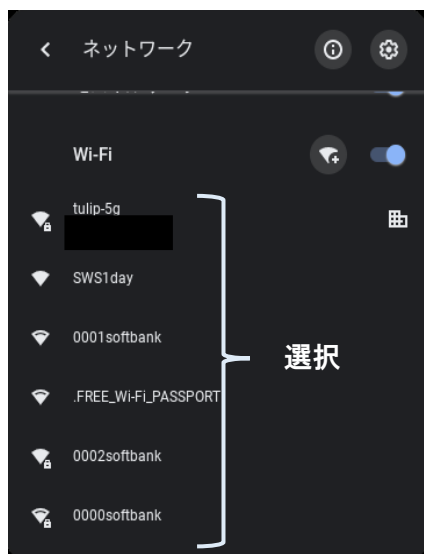 ネットワーク
Wi-Fi
tulip-5g
SWS1day
0001softbank
選択
.FREE_Wi-Fi_PASSPORT
0002softbank
0000softbank